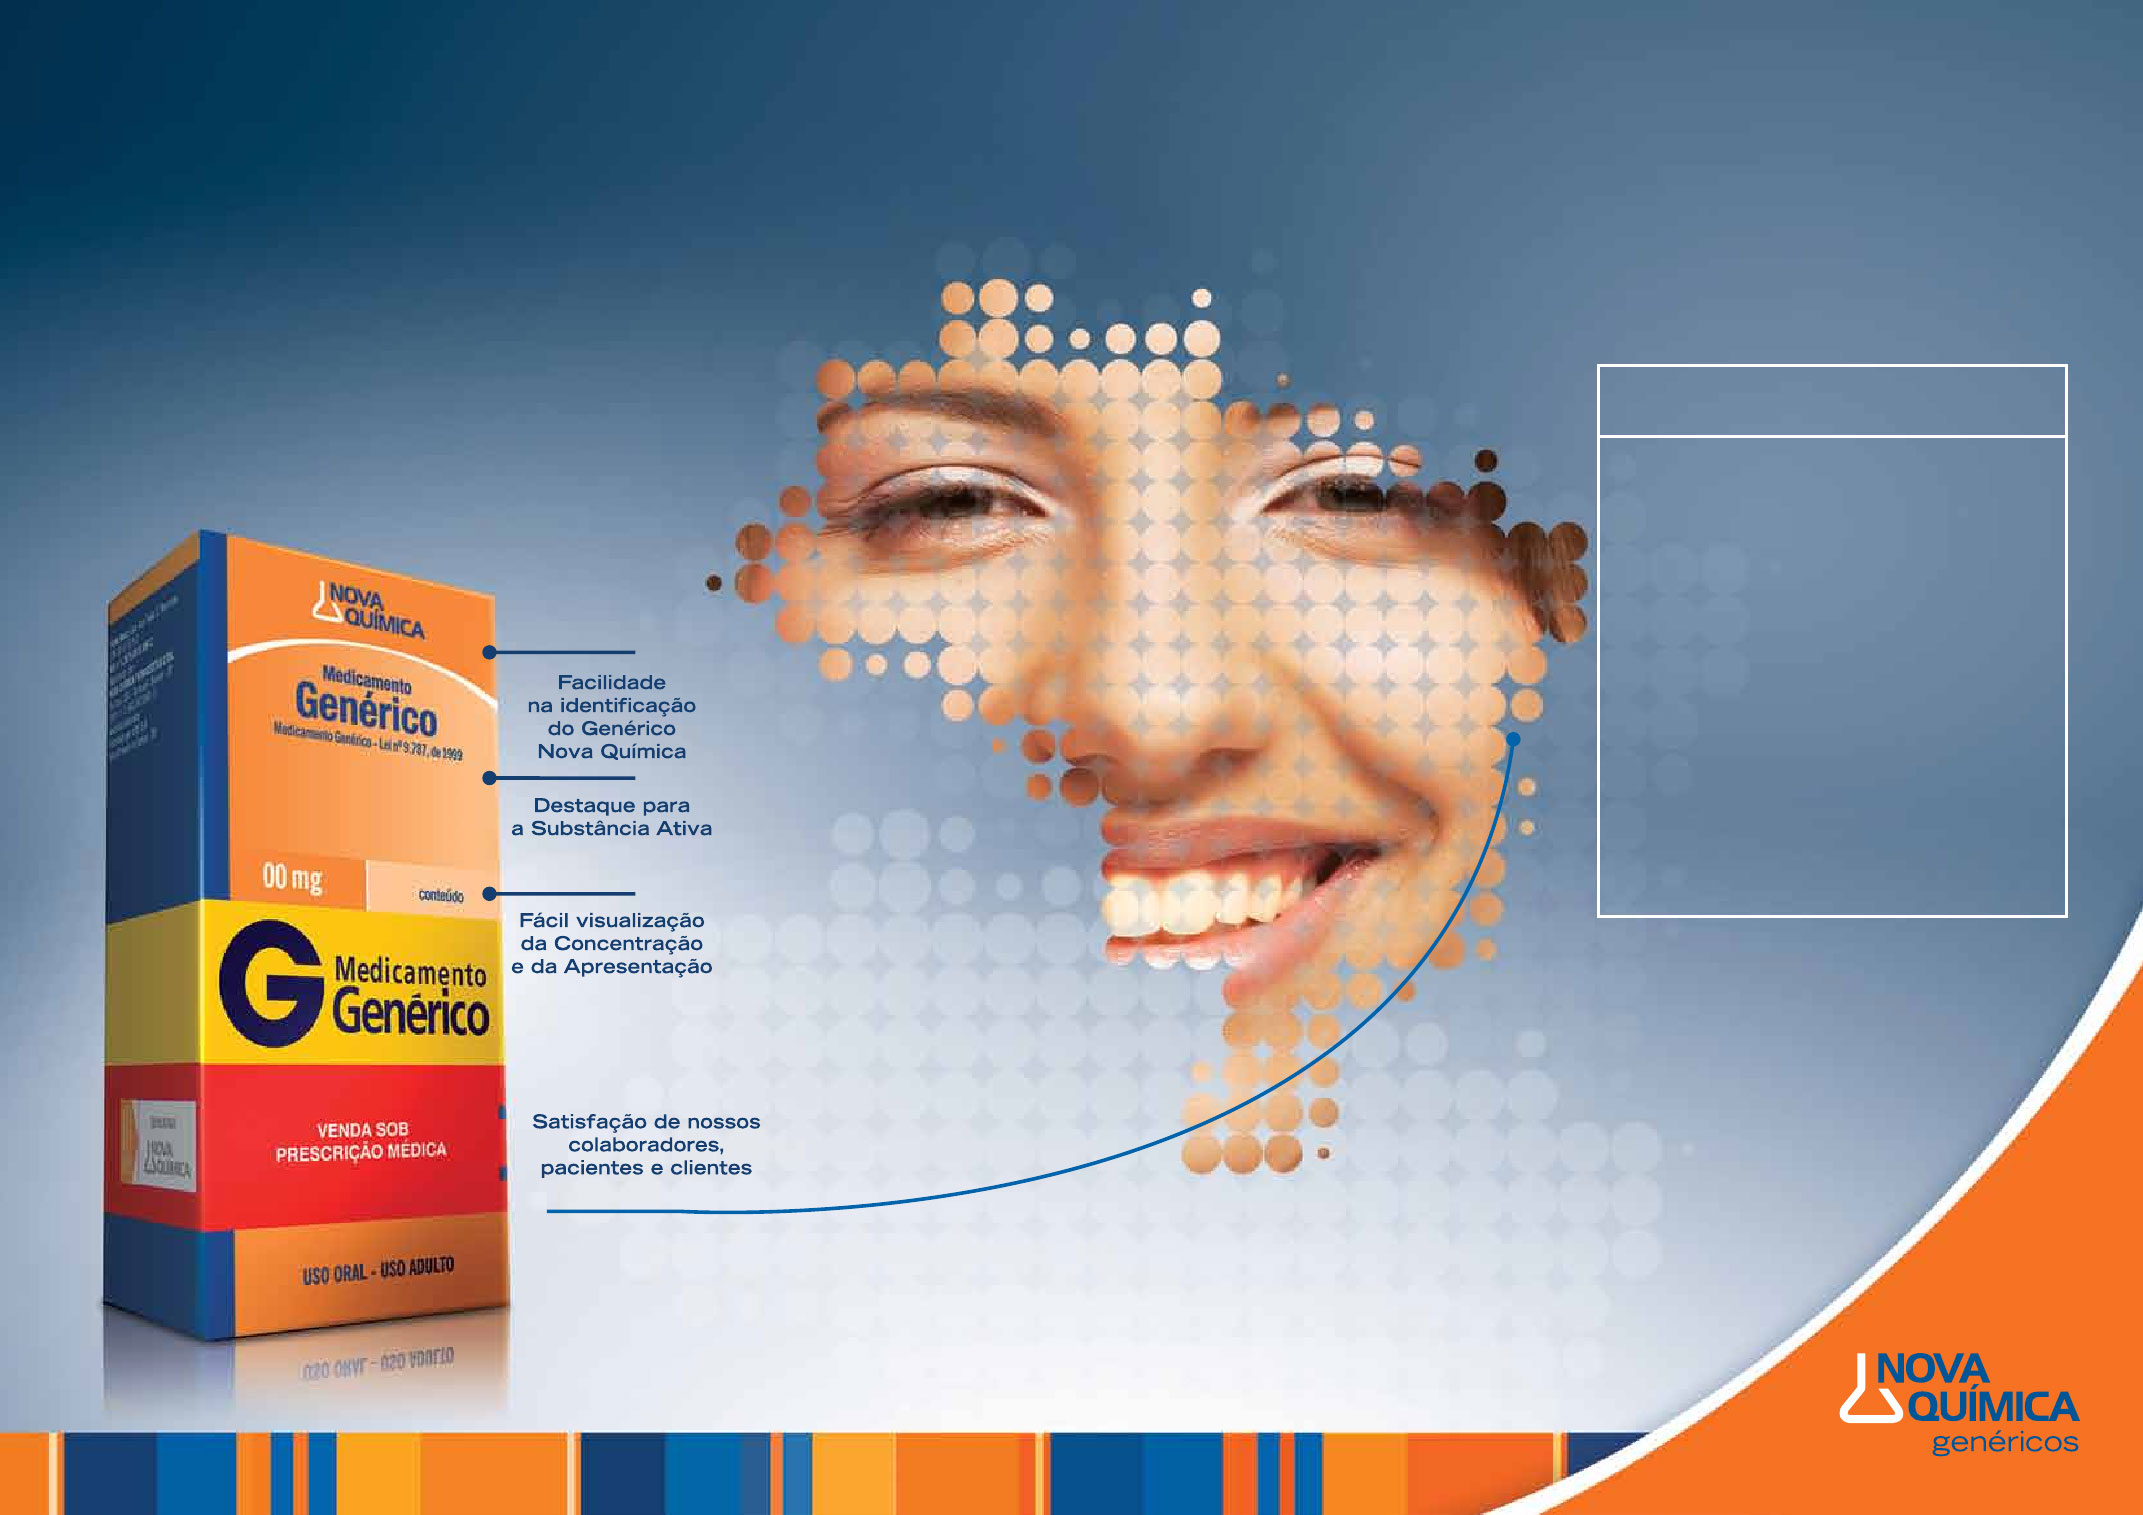 NOVA
QUÍMICA
Medicamento
Genérico
Medicamento Genérico - Lei nº 9.787, de 1999
00 mg
conteúdo
G Medicamento
Genérico
VENDA SOB
PRESCRIÇÃO MÉDICA
USO ORAL - USO ADULTO
NOVA
QUÍMICA
Facilidade
na identificação
do Genérico
Nova Química
Destaque para
a Substância Ativa
Fácil visualização
da Concentração
e da Apresentação
Satisfação de nossos
colaboradores,
pacientes e clientes
NOVA
QUÍMICA
genéricos